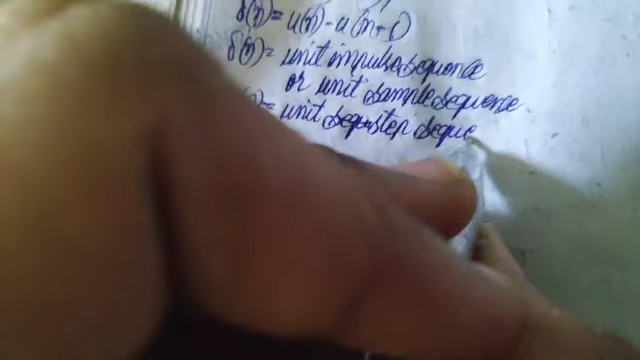 δ(n) = u(n) - u(n-1)
δ(n) = unit impulse sequence
or unit sample sequence.
= unit step seque